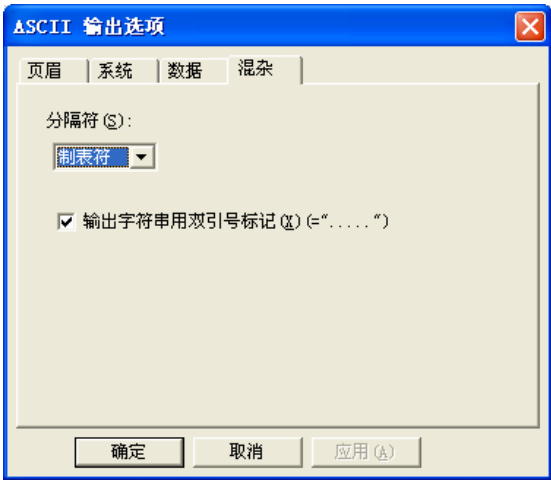 ASCII 输出选项
页眉 系统 数据 混杂
分隔符(S):
制表符
输出字符串用双引号标记(X)(=".....")
确定 取消 应用(A)